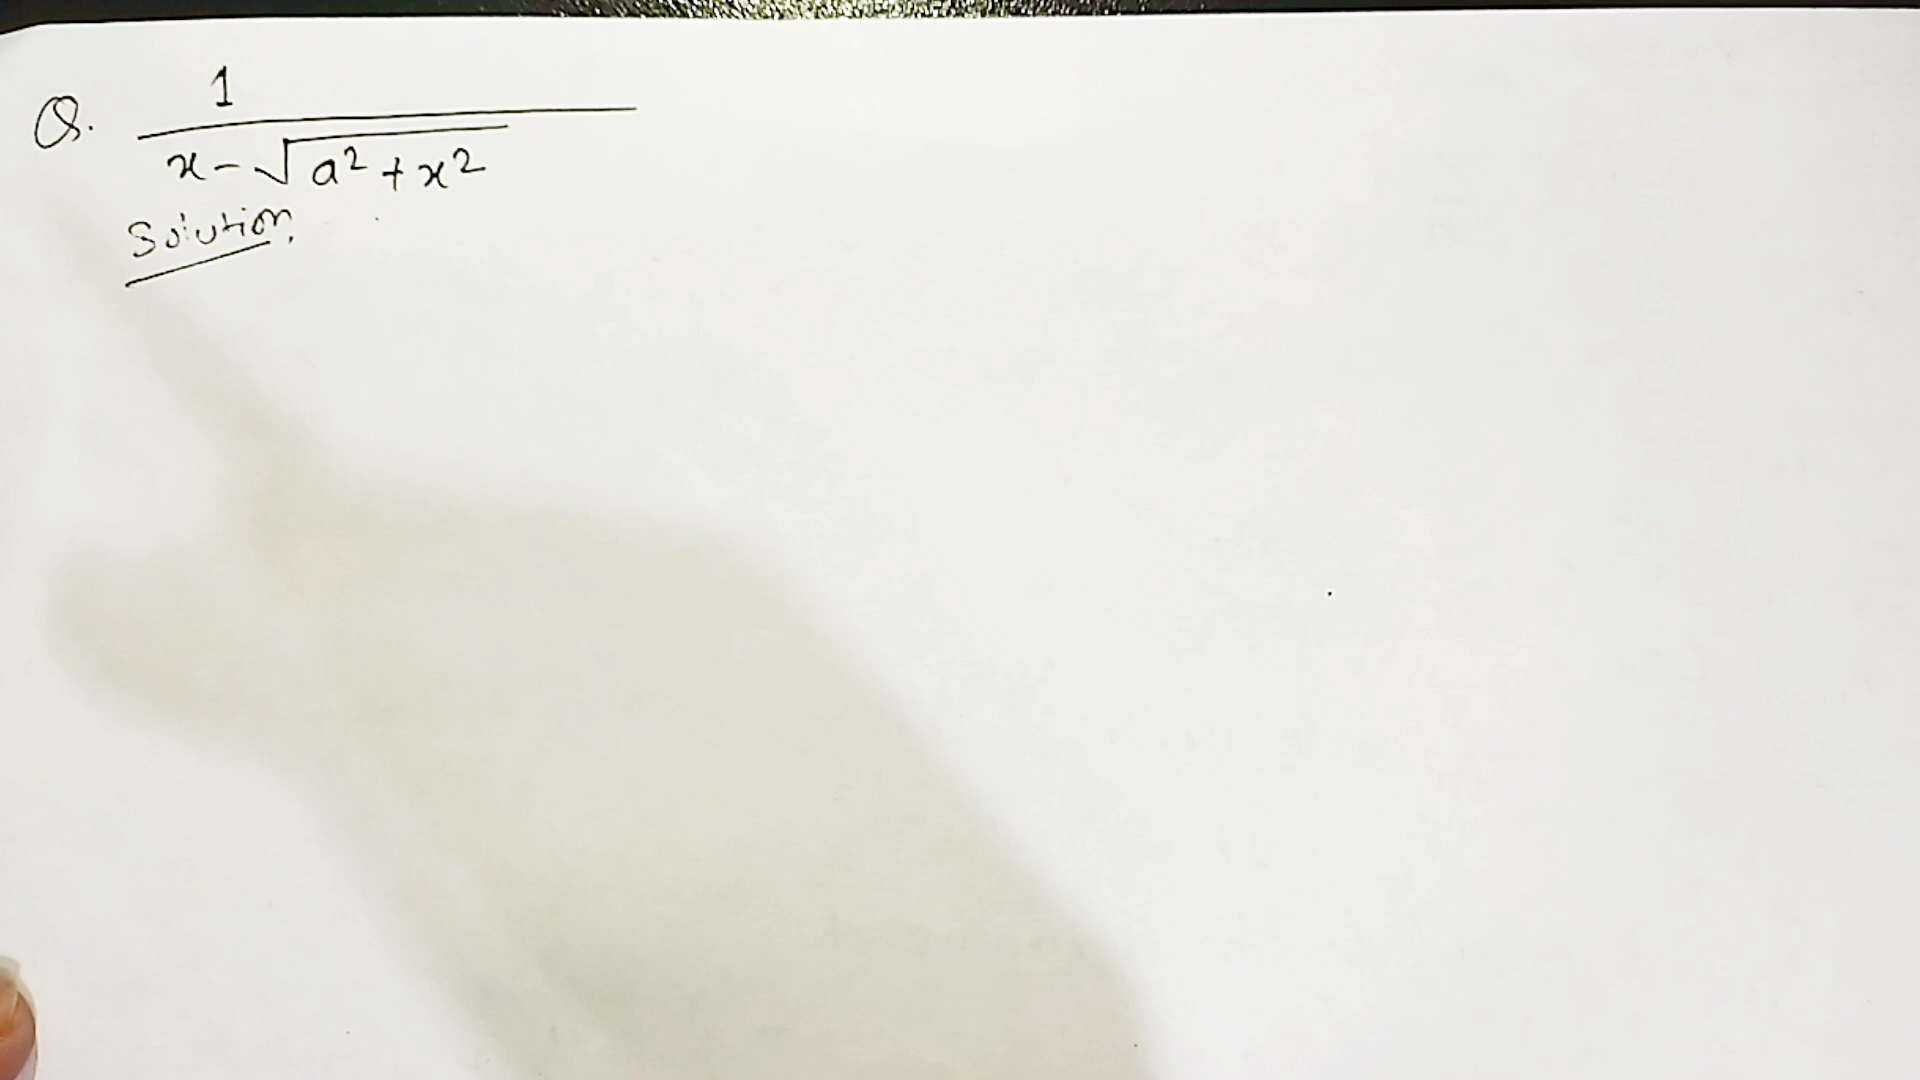 Q. 1/(x-√(a²+x²))
Solution,